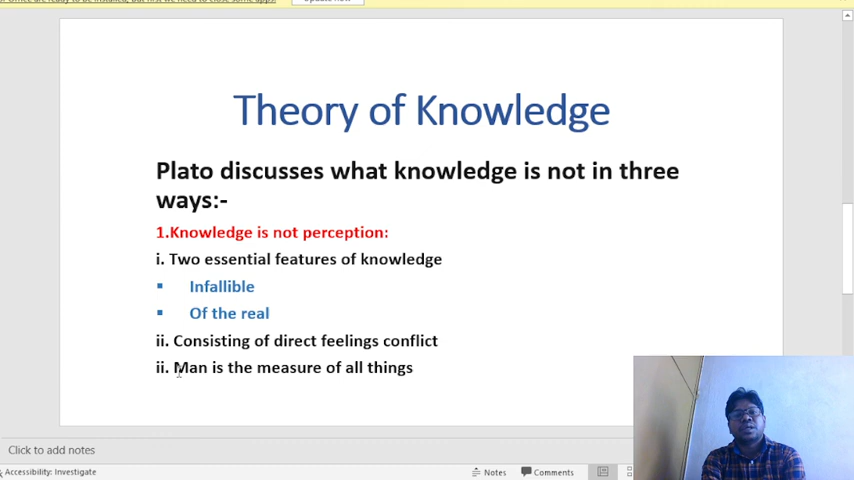 Theory of Knowledge
Plato discusses what knowledge is not in three
ways:-
1.Knowledge is not perception:
i. Two essential features of knowledge
▪ Infallible
▪ Of the real
ii. Consisting of direct feelings conflict
ii. Man is the measure of all things
Click to add notes
Accessibility: Investigate
Notes
Comments